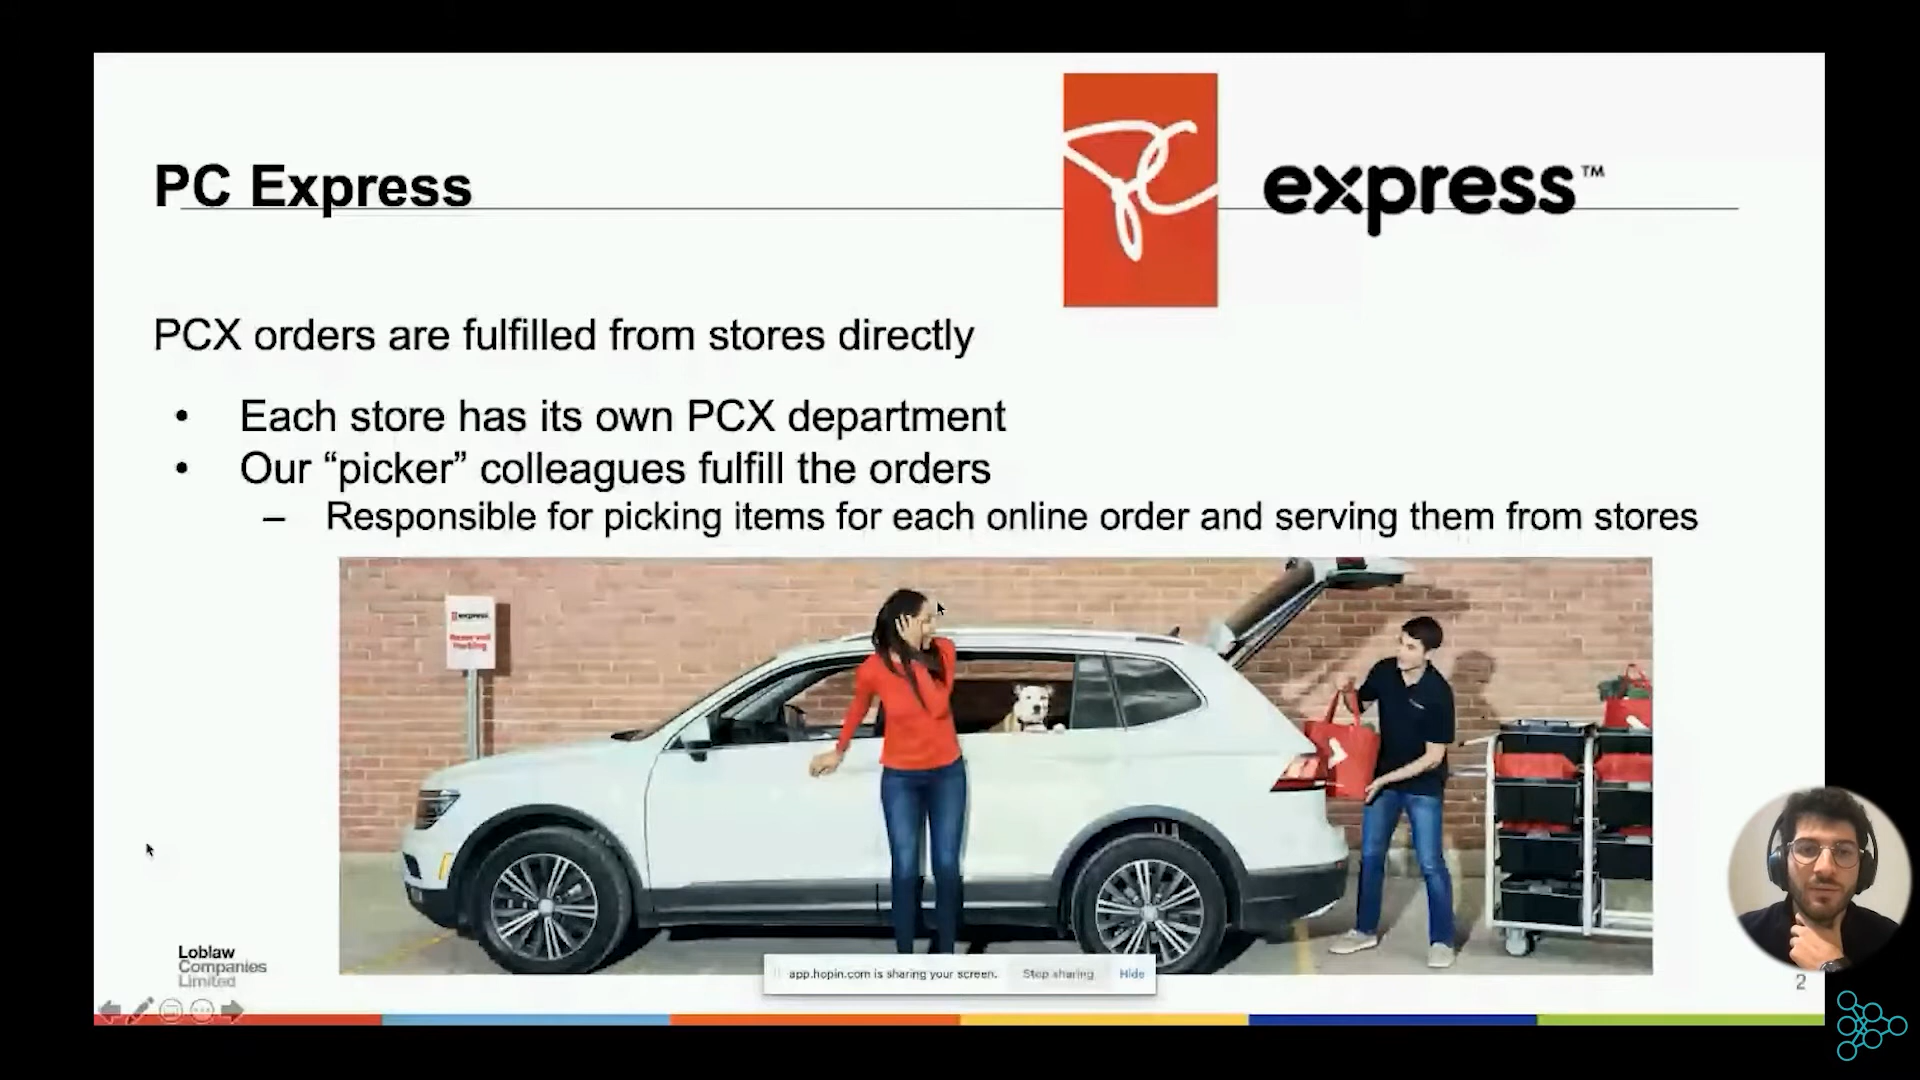 PC Express
express™
PCX orders are fulfilled from stores directly
• Each store has its own PCX department
• Our “picker” colleagues fulfill the orders
– Responsible for picking items for each online order and serving them from stores
express
Reserved
Parking
Loblaw
Companies
Limited
app.hopin.com is sharing your screen. Stop sharing Hide
2